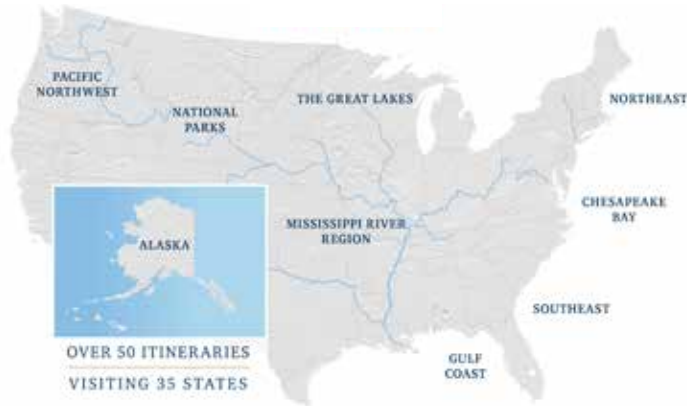 PACIFIC
NORTHWEST
NATIONAL
PARKS
THE GREAT LAKES
NORTHEAST
CHESAPEAKE
BAY
MISSISSIPPI RIVER
REGION
ALASKA
SOUTHEAST
GULF
COAST
OVER 50 ITINERARIES
VISITING 35 STATES